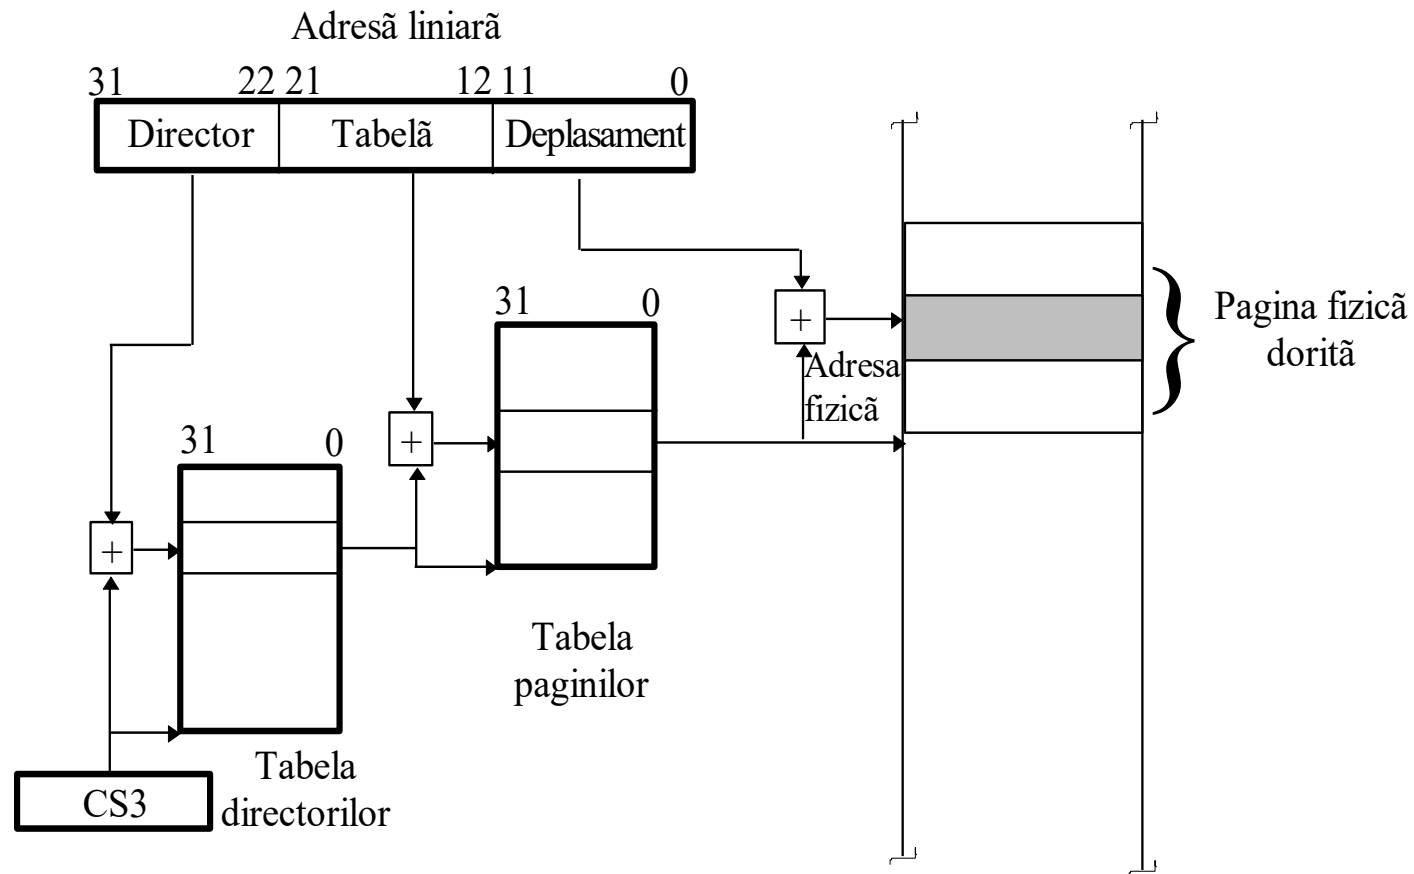 Adresã liniarã
31 22 21 12 11 0
Director Tabelã Deplasament
31 0
+
Pagina fizicã
doritã
Adresa
fizicã
31 0
+
+
Tabela
paginilor
Tabela
directorilor
CS3